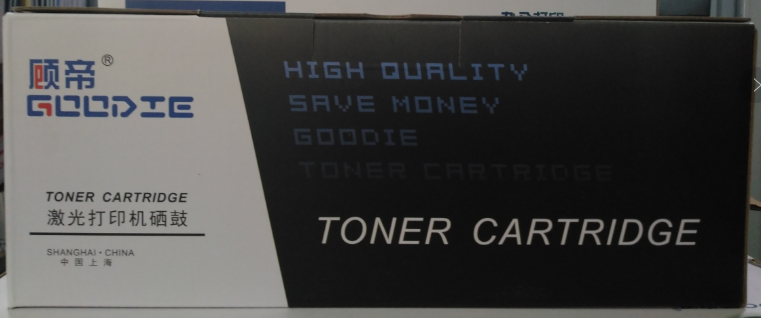 顾帝®
GOODIE
TONER CARTRIDGE
激光打印机硒鼓
SHANGHAI·CHINA
中国上海
HIGH QUALITY
SAVE MONEY
GOODIE
TONER CARTRIDGE
TONER CARTRIDGE